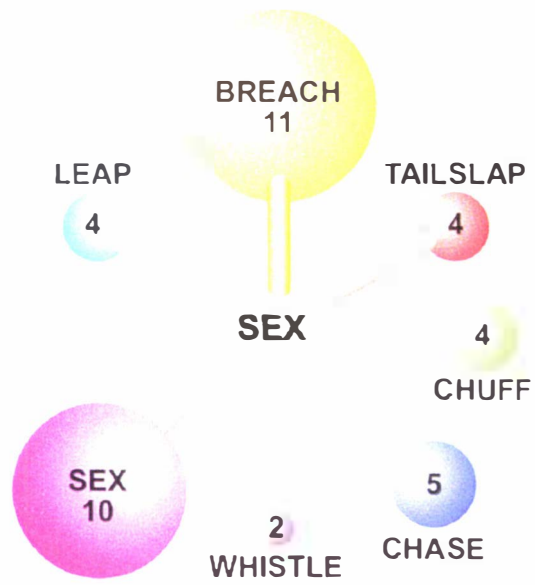 BREACH
11
LEAP
4
TAILSLAP
4
SEX
4
CHUFF
SEX
10
5
CHASE
2
WHISTLE